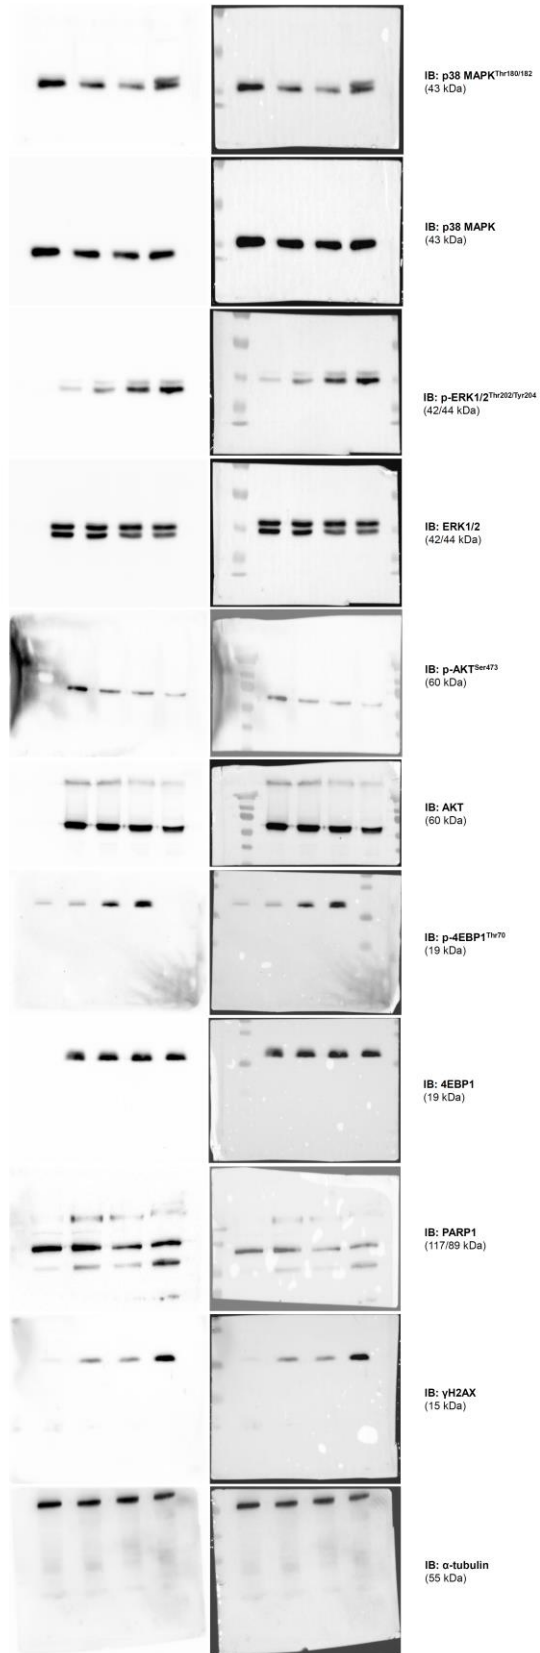 IB: p38 MAPKThr180/182
(43 kDa)
IB: p38 MAPK
(43 kDa)
IB: p-ERK1/2Thr202/Tyr204
(42/44 kDa)
IB: ERK1/2
(42/44 kDa)
IB: p-AKTSer473
(60 kDa)
IB: AKT
(60 kDa)
IB: p-4EBP1Thr70
(19 kDa)
IB: 4EBP1
(19 kDa)
IB: PARP1
(117/89 kDa)
IB: γH2AX
(15 kDa)
IB: α-tubulin
(55 kDa)